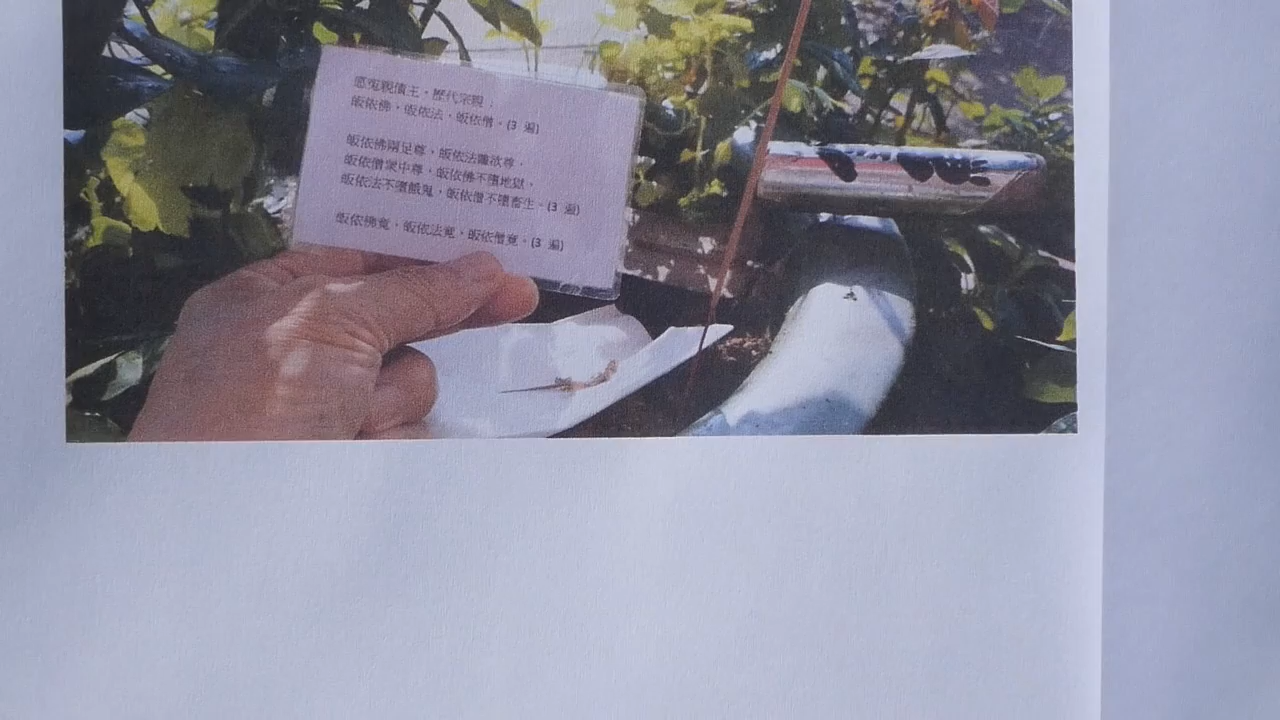 怨冤親債主，歷代宗親；
皈依佛，皈依法，皈依僧。(3 遍)
皈依佛兩足尊，皈依法離欲尊，
皈依僧眾中尊，皈依佛不墮地獄，
皈依法不墮餓鬼，皈依僧不墮畜生。(3 遍)
皈依佛竟，皈依法竟，皈依僧竟。(3 遍)